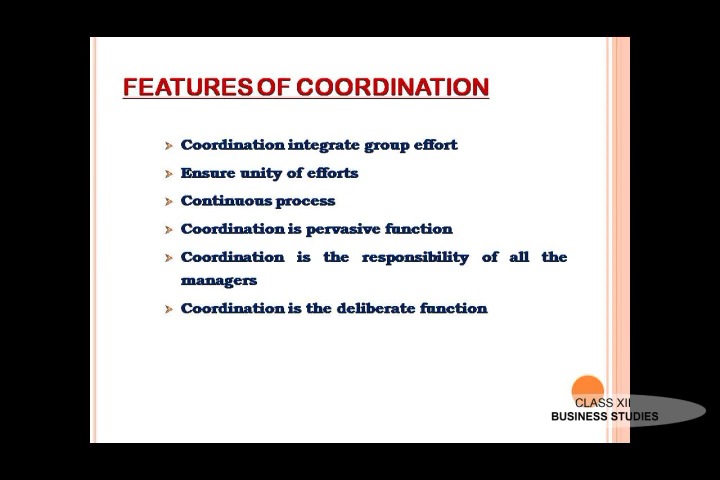 FEATURES OF COORDINATION
Coordination integrate group effort
Ensure unity of efforts
Continuous process
Coordination is pervasive function
Coordination is the responsibility of all the
managers
Coordination is the deliberate function
CLASS XII
BUSINESS STUDIES